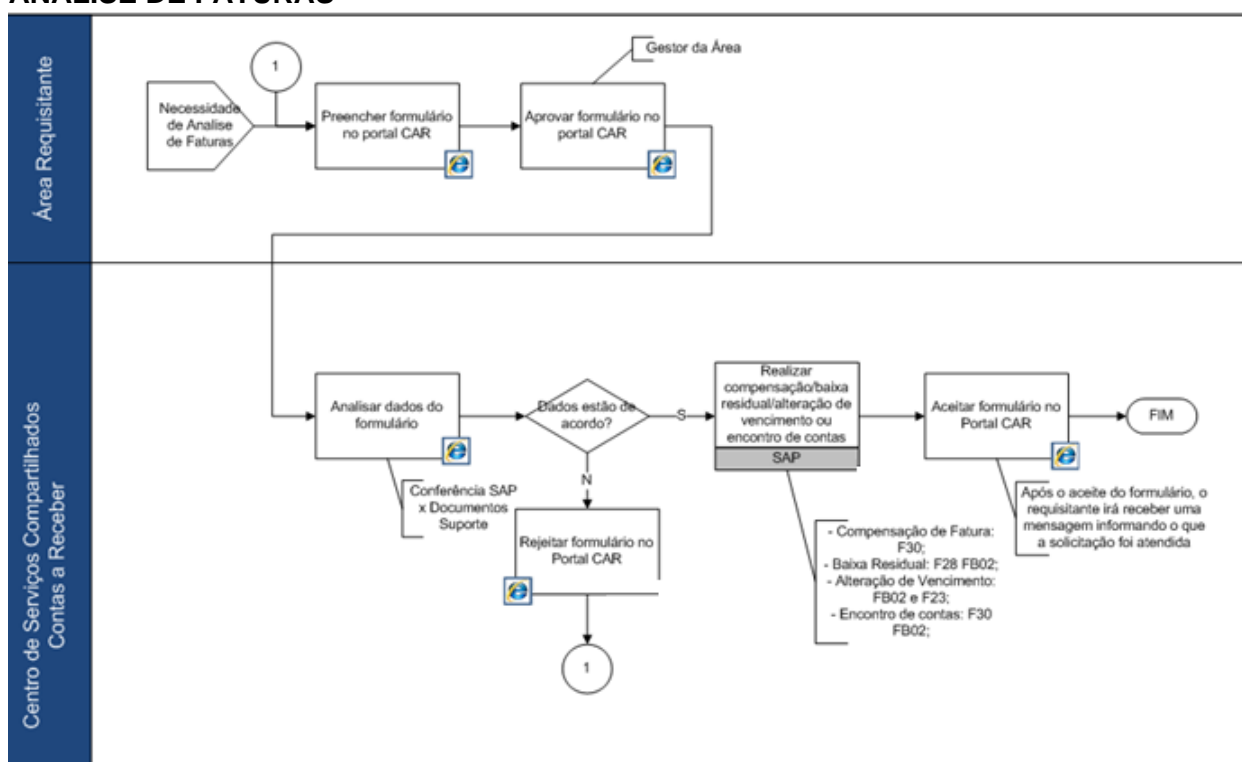 ANÁLISE DE FATURAS
Área Requisitante
1
Gestor da Área
Necessidade
de Analise
de Faturas
Preencher formulário
no portal CAR
Aprovar formulário no
portal CAR
Centro de Serviços Compartilhados
Contas a Receber
Analisar dados do
formulário
Conferência SAP
x Documentos
Suporte
Dados estão de
acordo?
S
N
Rejeitar formulário no
Portal CAR
1
Realizar
compensação/baixa
residual/alteração de
vencimento ou
encontro de contas
SAP
- Compensação de Fatura:
F30;
- Baixa Residual: F28 FB02;
- Alteração de Vencimento:
FB02 e F23;
- Encontro de contas: F30
FB02;
Aceitar formulário no
Portal CAR
Após o aceite do formulário, o
requisitante irá receber uma
mensagem informando o que
a solicitação foi atendida
FIM